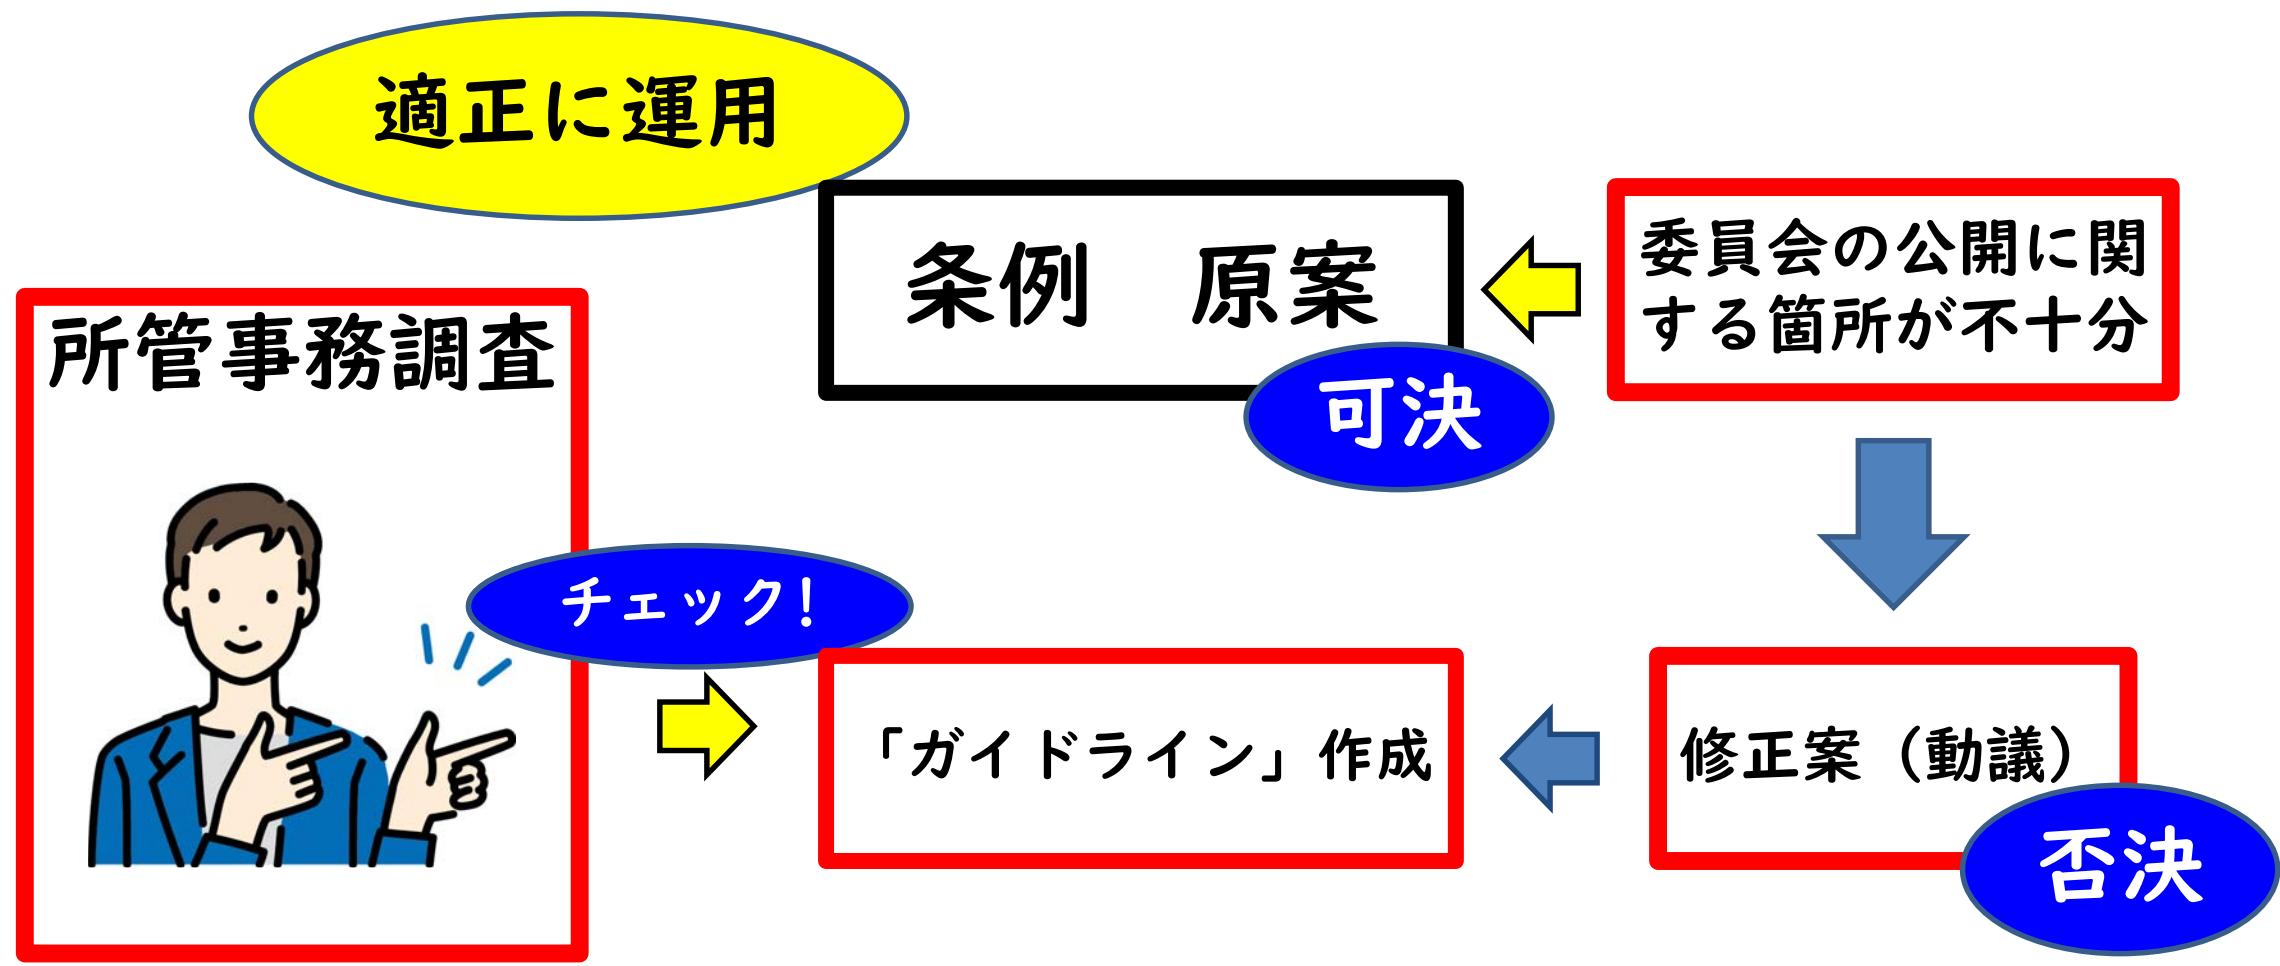 適正に運用
条例　原案
可決
委員会の公開に関
する箇所が不十分
所管事務調査
チェック!
「ガイドライン」作成
修正案（動議）
否決